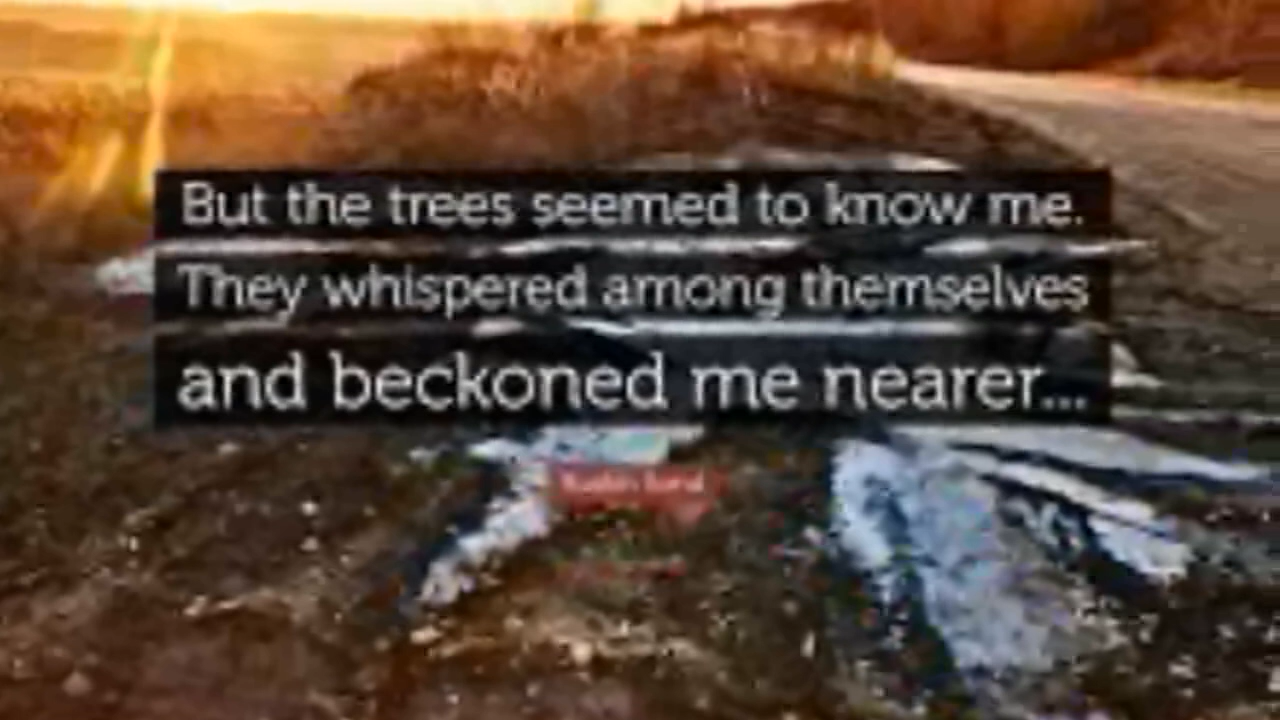 But the trees seemed to know me.
They whispered among themselves
and beckoned me nearer...